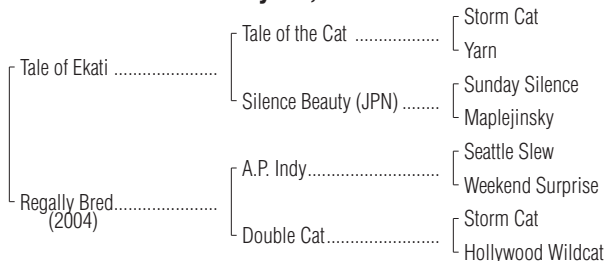 Storm Cat
Tale of the Cat ..................
Yarn
Tale of Ekati ......................
Sunday Silence
Silence Beauty (JPN) ........
Maplejinsky
Seattle Slew
A.P. Indy............................
Weekend Surprise
Regally Bred......................
(2004)
Storm Cat
Double Cat........................
Hollywood Wildcat